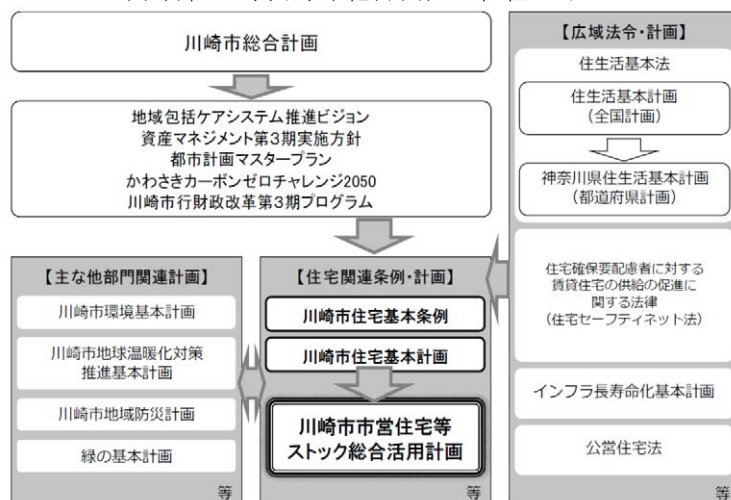 川崎市総合計画
地域包括ケアシステム推進ビジョン
資産マネジメント第3期実施方針
都市計画マスタープラン
かわさきカーボンゼロチャレンジ2050
川崎市行財政改革第3期プログラム
【主な他部門関連計画】
川崎市環境基本計画
川崎市地球温暖化対策
推進基本計画
川崎市地域防災計画
緑の基本計画
等
【住宅関連条例・計画】
川崎市住宅基本条例
川崎市住宅基本計画
川崎市市営住宅等
ストック総合活用計画
等
【広域法令・計画】
住生活基本法
住生活基本計画
(全国計画)
神奈川県住生活基本計画
(都道府県計画)
住宅確保要配慮者に対する
賃貸住宅の供給の促進に
関する法律
(住宅セーフティネット法)
インフラ長寿命化基本計画
公営住宅法
等